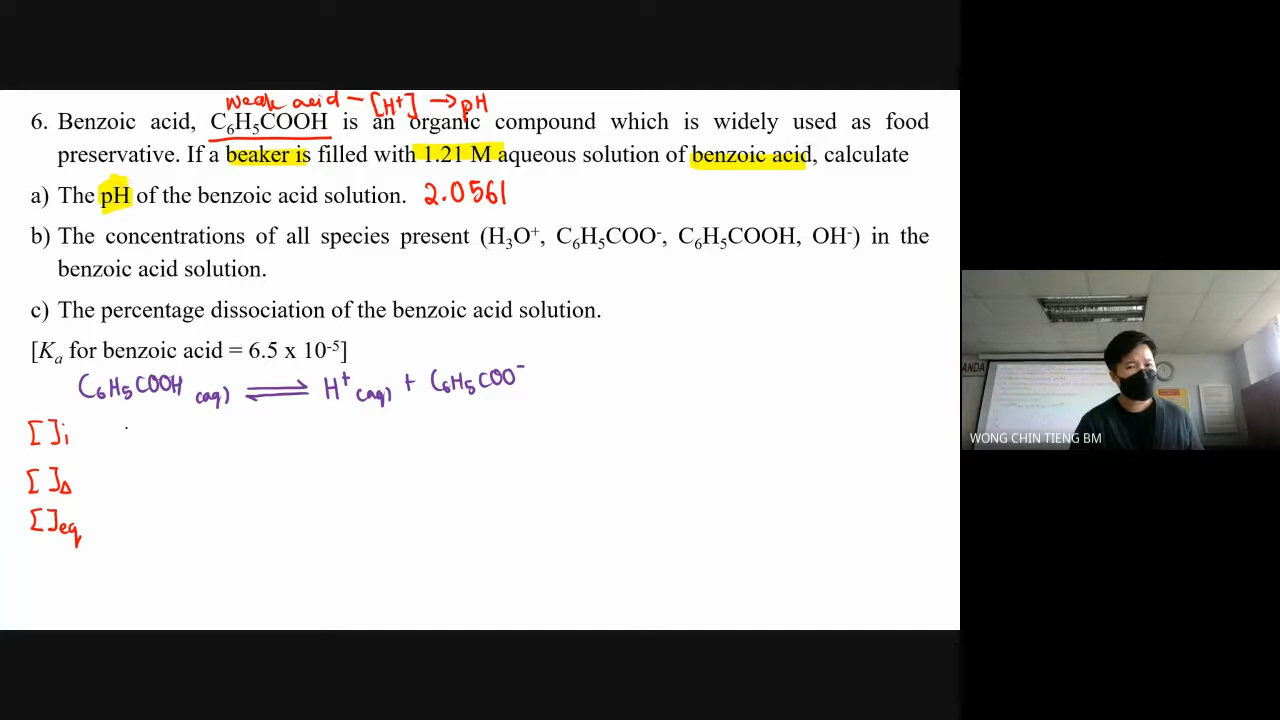 weak acid – [H⁺] → pH
6. Benzoic acid, C₆H₅COOH is an organic compound which is widely used as food
preservative. If a beaker is filled with 1.21 M aqueous solution of benzoic acid, calculate
a) The pH of the benzoic acid solution. 2.0561
b) The concentrations of all species present (H₃O⁺, C₆H₅COO⁻, C₆H₅COOH, OH⁻) in the
benzoic acid solution.
c) The percentage dissociation of the benzoic acid solution.
[Kₐ for benzoic acid = 6.5 x 10⁻⁵]
C₆H₅COOH (aq) ⇌ H⁺ (aq) + C₆H₅COO⁻
[ ]i
[ ]Δ
[ ]eq
WONG CHIN TIENG BM